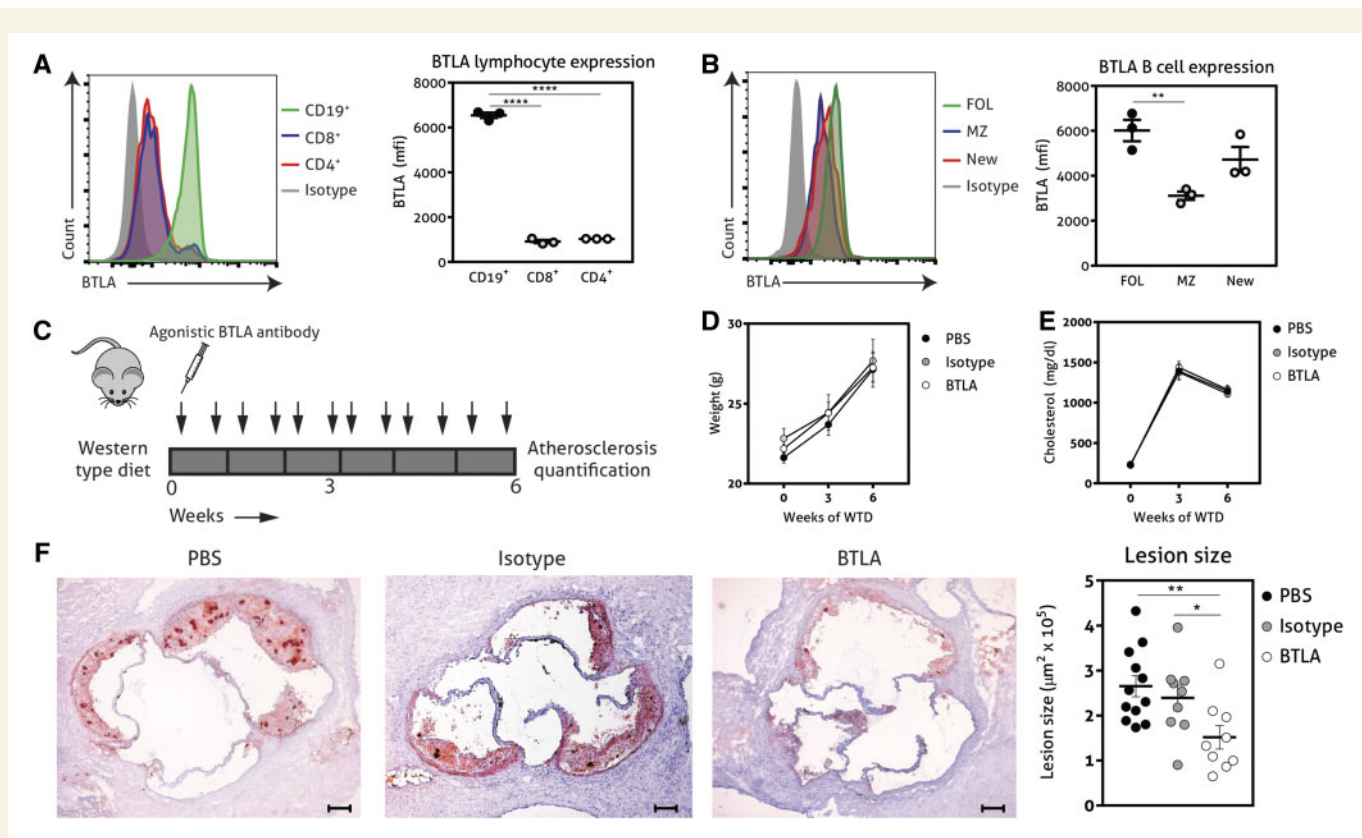 A
Count
BTLA
CD19+
CD8+
CD4+
Isotype
BTLA lymphocyte expression
BTLA (mfi)
8000
6000
4000
2000
0
****
****
CD19+ CD8+ CD4+
B
Count
BTLA
FOL
MZ
New
Isotype
BTLA B cell expression
BTLA (mfi)
8000
6000
4000
2000
0
**
FOL MZ New
C
Agonistic BTLA antibody
Western
type diet
0 3 6
Weeks
Atherosclerosis
quantification
D
Weight (g)
30
25
20
0 3 6
Weeks of WTD
PBS
Isotype
BTLA
E
Cholesterol (mg/dl)
2000
1500
1000
500
0
0 3 6
Weeks of WTD
PBS
Isotype
BTLA
F
PBS
Isotype
BTLA
Lesion size
Lesion size (µm² x 10⁵)
5
4
3
2
1
0
**
*
PBS
Isotype
BTLA